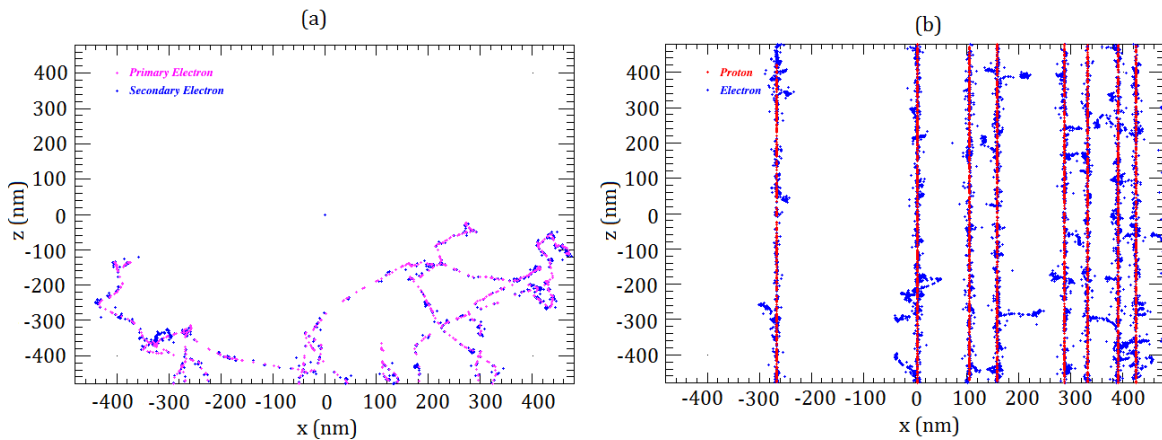 (a)
Primary Electron
Secondary Electron
400
300
200
100
0
-100
-200
-300
-400
z (nm)
-400 -300 -200 -100 0 100 200 300 400
x (nm)
(b)
Proton
Electron
400
300
200
100
0
-100
-200
-300
-400
z (nm)
-400 -300 -200 -100 0 100 200 300 400
x (nm)